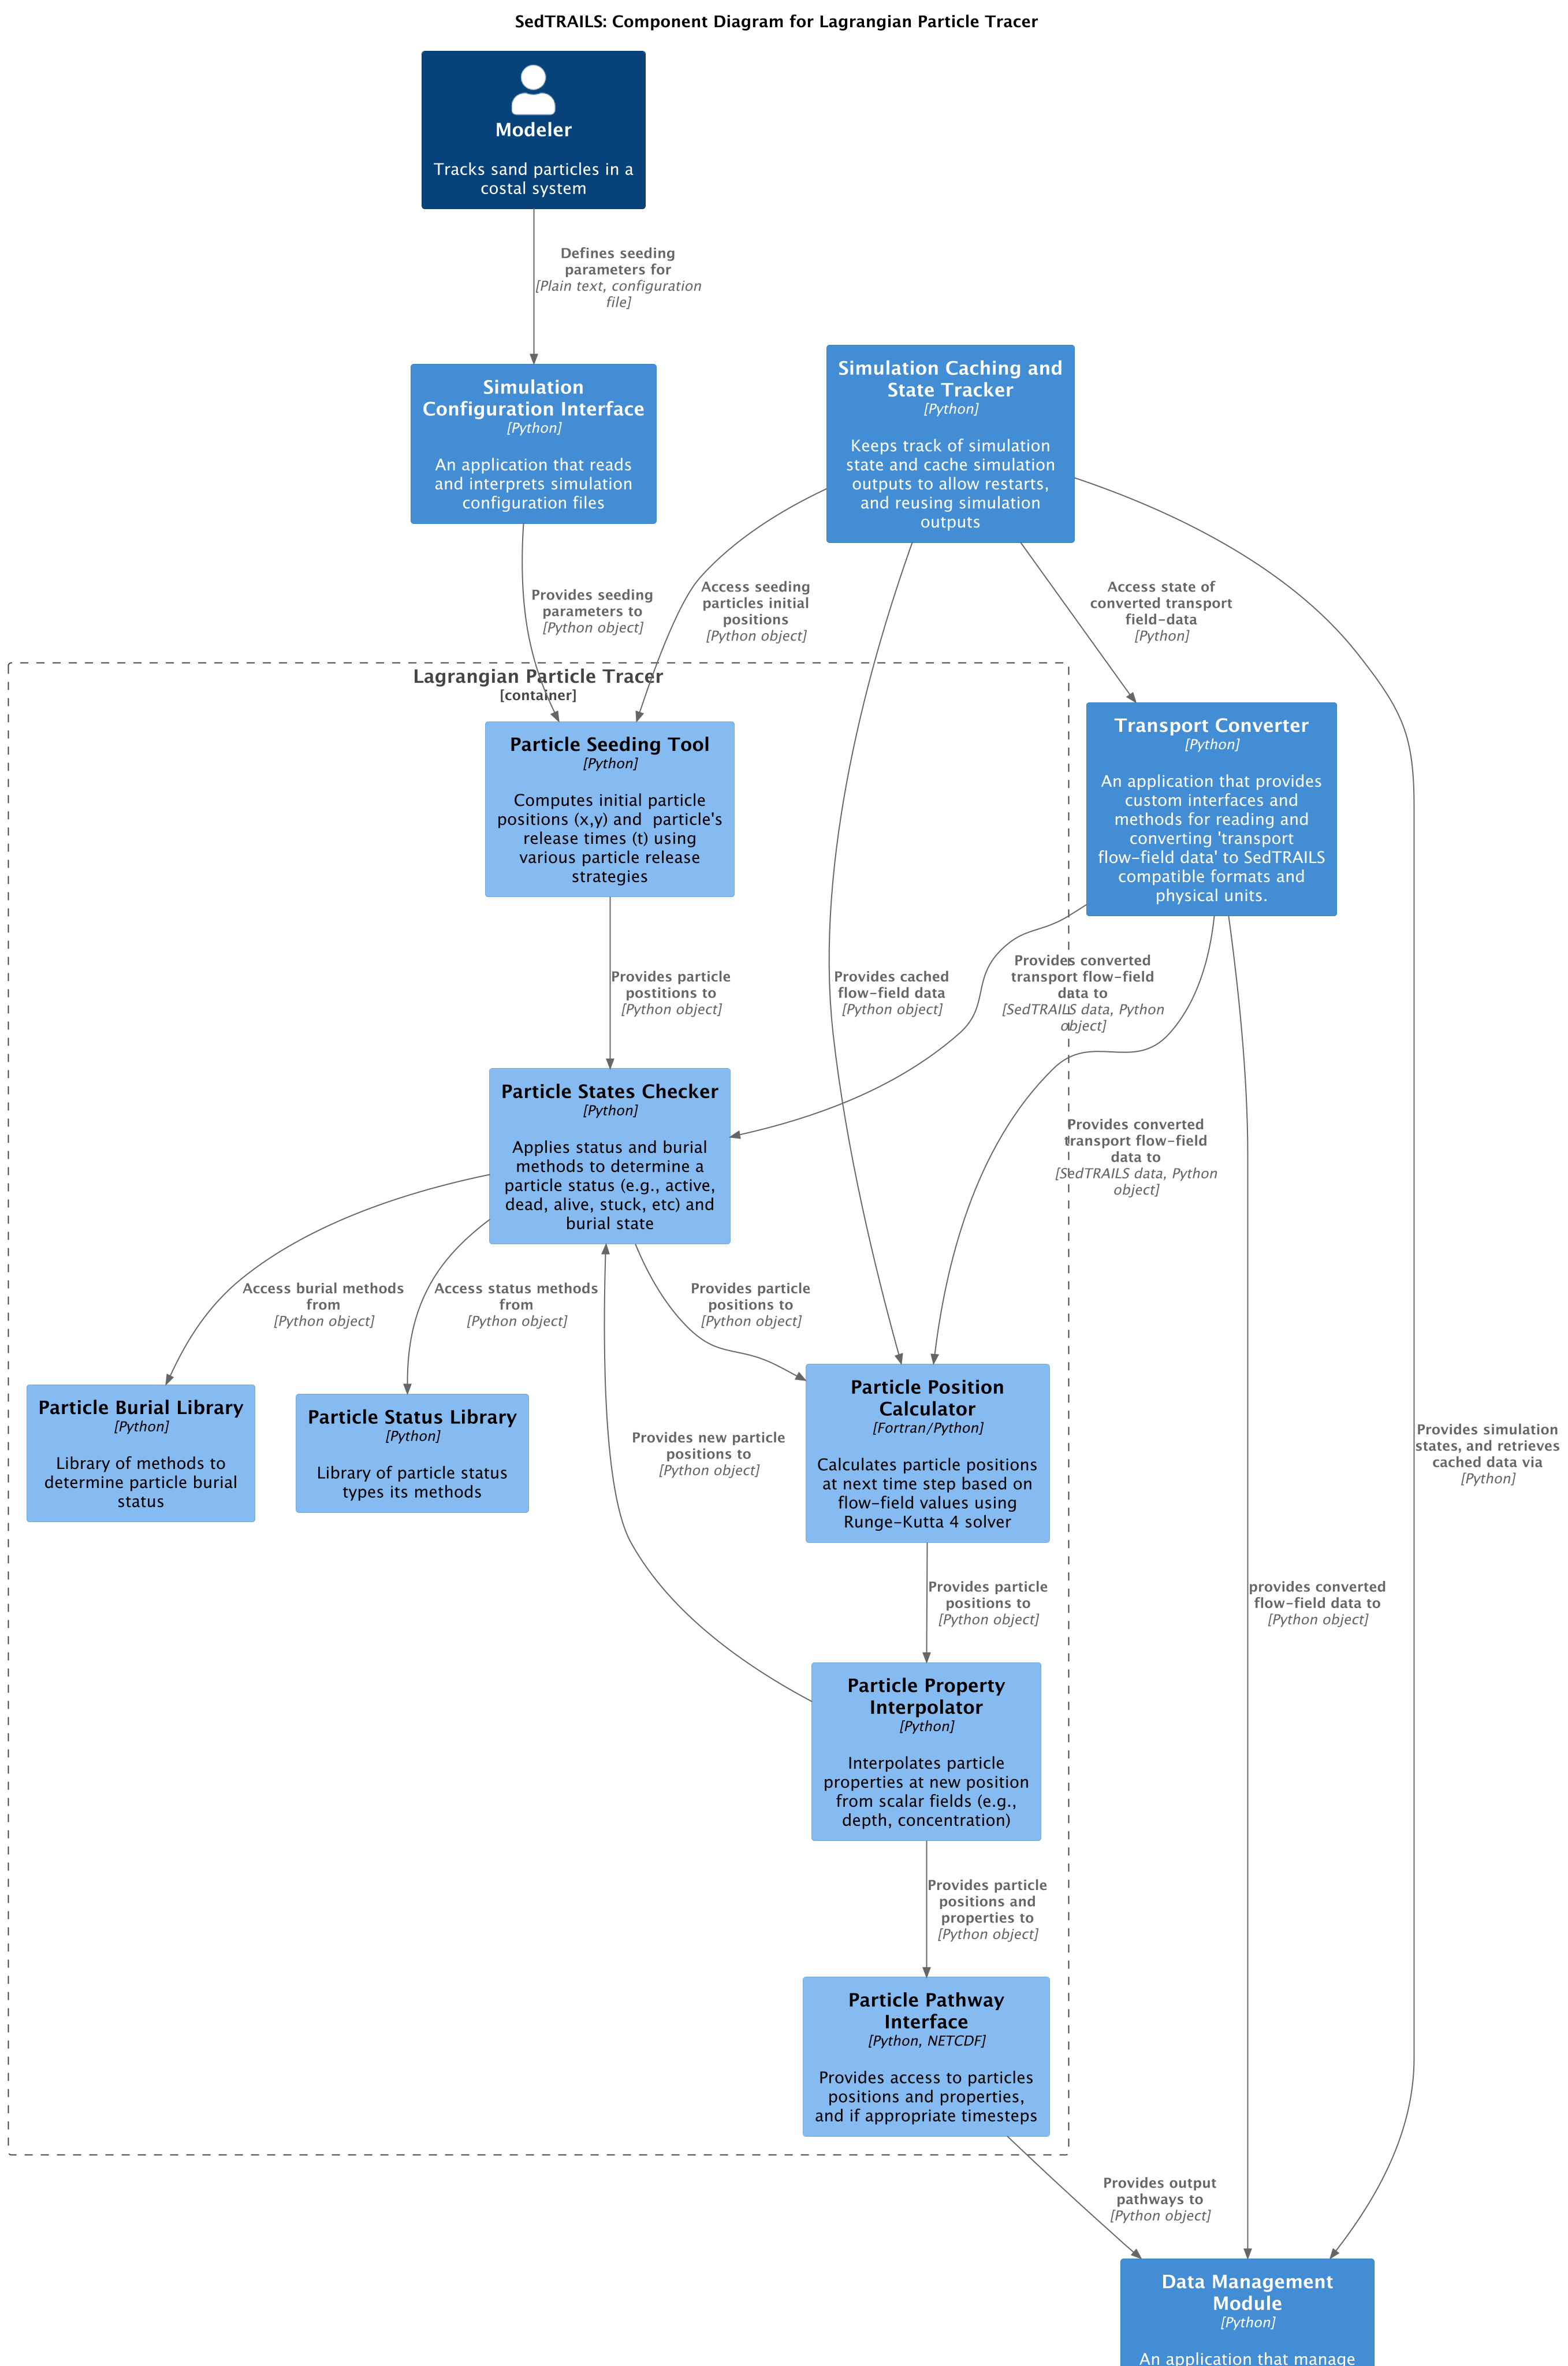 SedTRAILS: Component Diagram for Lagrangian Particle Tracer
Modeler
Tracks sand particles in a
costal system
Defines seeding
parameters for
[Plain text, configuration
file]
Simulation
Configuration Interface
[Python]
An application that reads
and interprets simulation
configuration files
Simulation Caching and
State Tracker
[Python]
Keeps track of simulation
state and cache simulation
outputs to allow restarts,
and reusing simulation
outputs
Provides seeding
parameters to
[Python object]
Access seeding
particles initial
positions
[Python object]
Access state of
converted transport
field-data
[Python]
Lagrangian Particle Tracer
[container]
Particle Seeding Tool
[Python]
Computes initial particle
positions (x,y) and  particle's
release times (t) using
various particle release
strategies
Transport Converter
[Python]
An application that provides
custom interfaces and
methods for reading and
converting 'transport
flow-field data' to SedTRAILS
compatible formats and
physical units.
Provides particle
postitions to
[Python object]
Provides cached
flow-field data
[Python object]
Provides converted
transport flow-field
data to
[SedTRAILS data, Python
object]
Particle States Checker
[Python]
Applies status and burial
methods to determine a
particle status (e.g., active,
dead, alive, stuck, etc) and
burial state
Provides converted
transport flow-field
data to
[SedTRAILS data, Python
object]
Access burial methods
from
[Python object]
Access status methods
from
[Python object]
Provides particle
positions to
[Python object]
Particle Burial Library
[Python]
Library of methods to
determine particle burial
status
Particle Status Library
[Python]
Library of particle status
types its methods
Particle Position
Calculator
[Fortran/Python]
Calculates particle positions
at next time step based on
flow-field values using
Runge-Kutta 4 solver
Provides new particle
positions to
[Python object]
Provides simulation
states, and retrieves
cached data via
[Python]
Provides particle
positions to
[Python object]
provides converted
flow-field data to
[Python object]
Particle Property
Interpolator
[Python]
Interpolates particle
properties at new position
from scalar fields (e.g.,
depth, concentration)
Provides particle
positions and
properties to
[Python object]
Particle Pathway
Interface
[Python, NETCDF]
Provides access to particles
positions and properties,
and if appropriate timesteps
Provides output
pathways to
[Python object]
Data Management
Module
[Python]
An application that manage